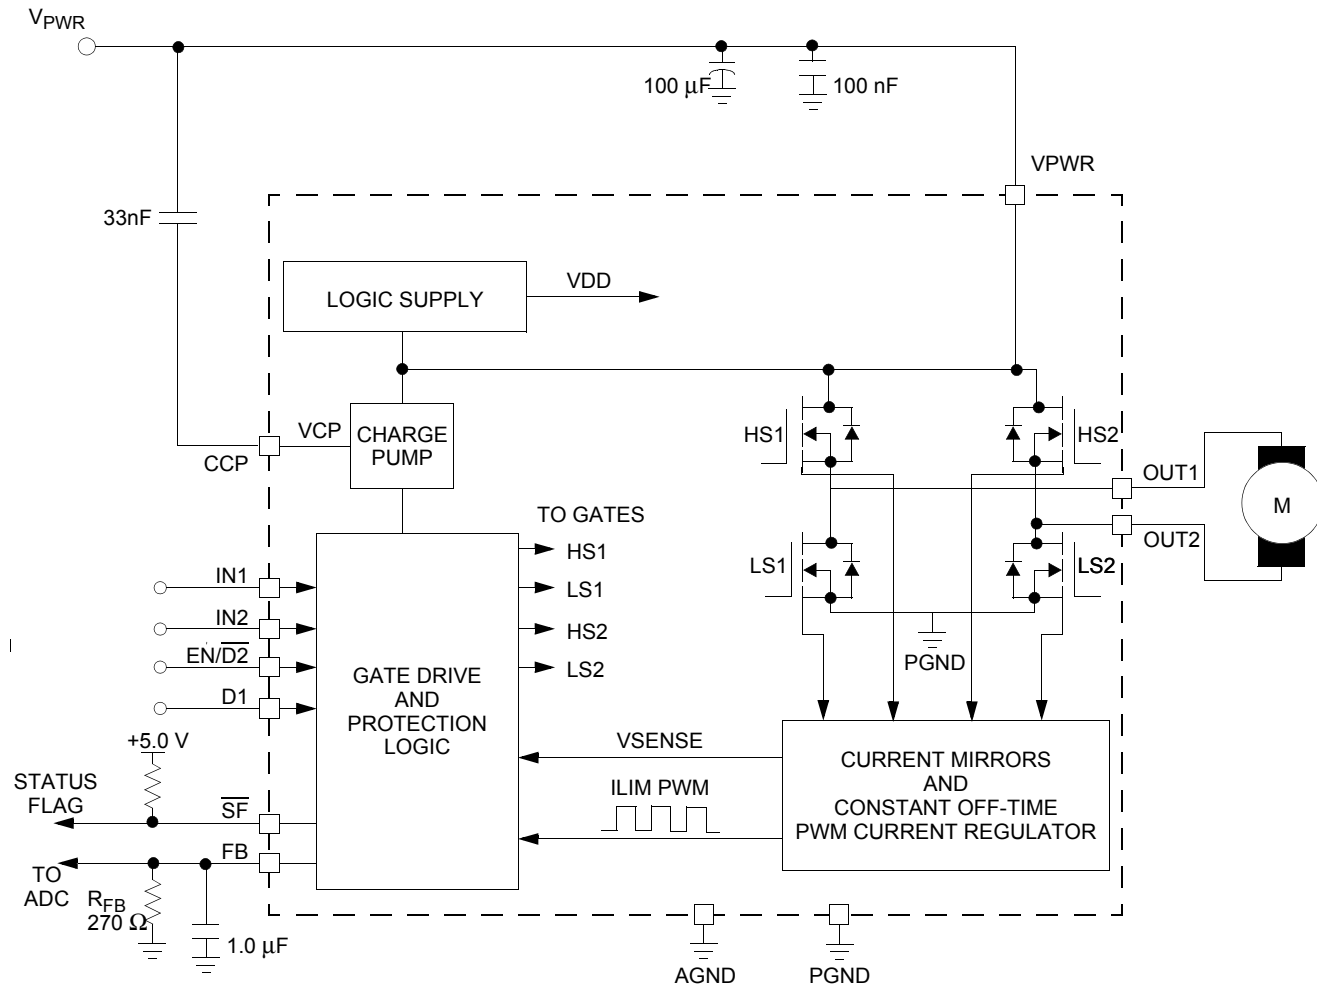 VPWR
100 µF
100 nF
VPWR
33nF
LOGIC SUPPLY
VDD
VCP
CCP
CHARGE
PUMP
HS1
HS2
OUT1
M
OUT2
TO GATES
HS1
LS1
HS2
LS2
LS1
LS2
PGND
IN1
IN2
EN/D2
D1
+5.0 V
GATE DRIVE
AND
PROTECTION
LOGIC
VSENSE
ILIM PWM
CURRENT MIRRORS
AND
CONSTANT OFF-TIME
PWM CURRENT REGULATOR
STATUS
FLAG
SF
FB
TO
ADC
RFB
270 Ω
1.0 µF
AGND
PGND